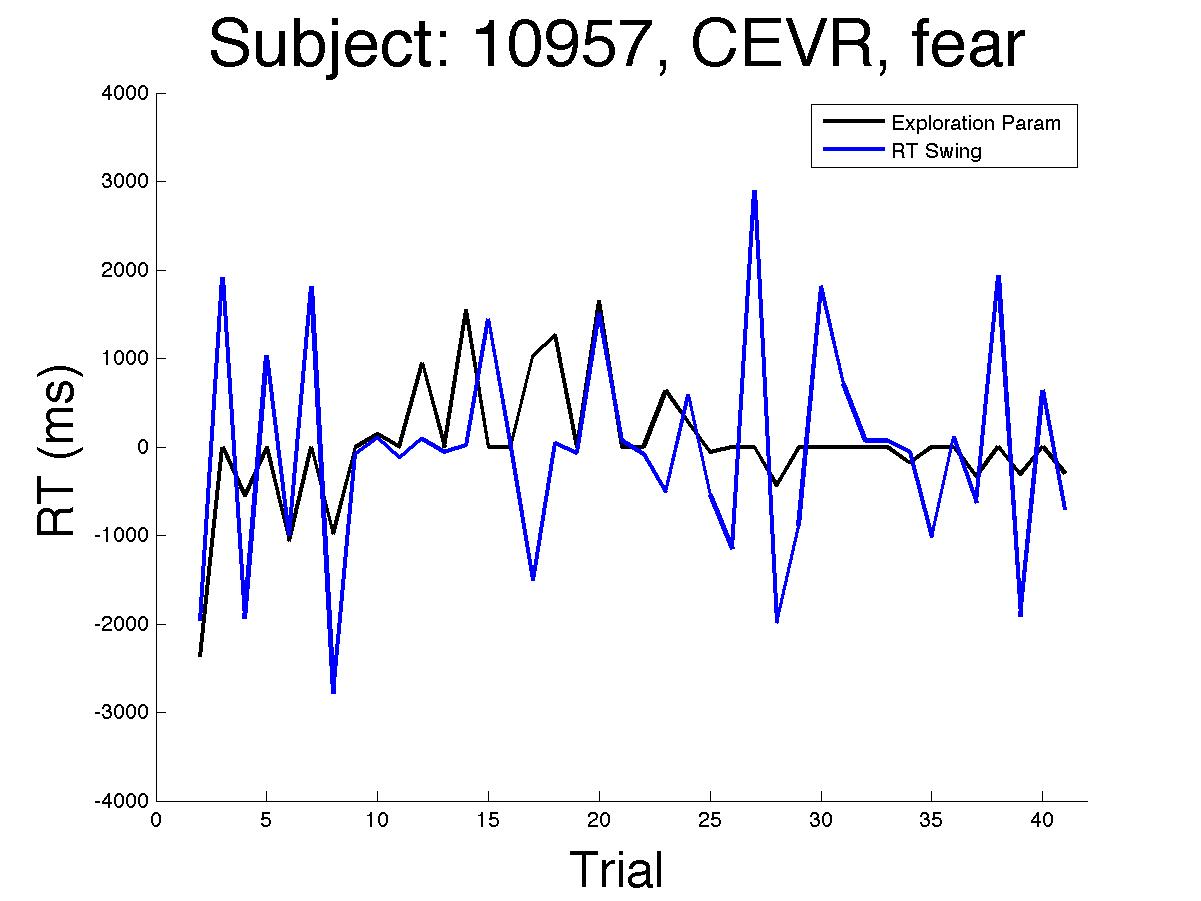 Subject: 10957, CEVR, fear
Exploration Param
RT Swing
RT (ms)
4000
3000
2000
1000
0
-1000
-2000
-3000
-4000
0 5 10 15 20 25 30 35 40
Trial